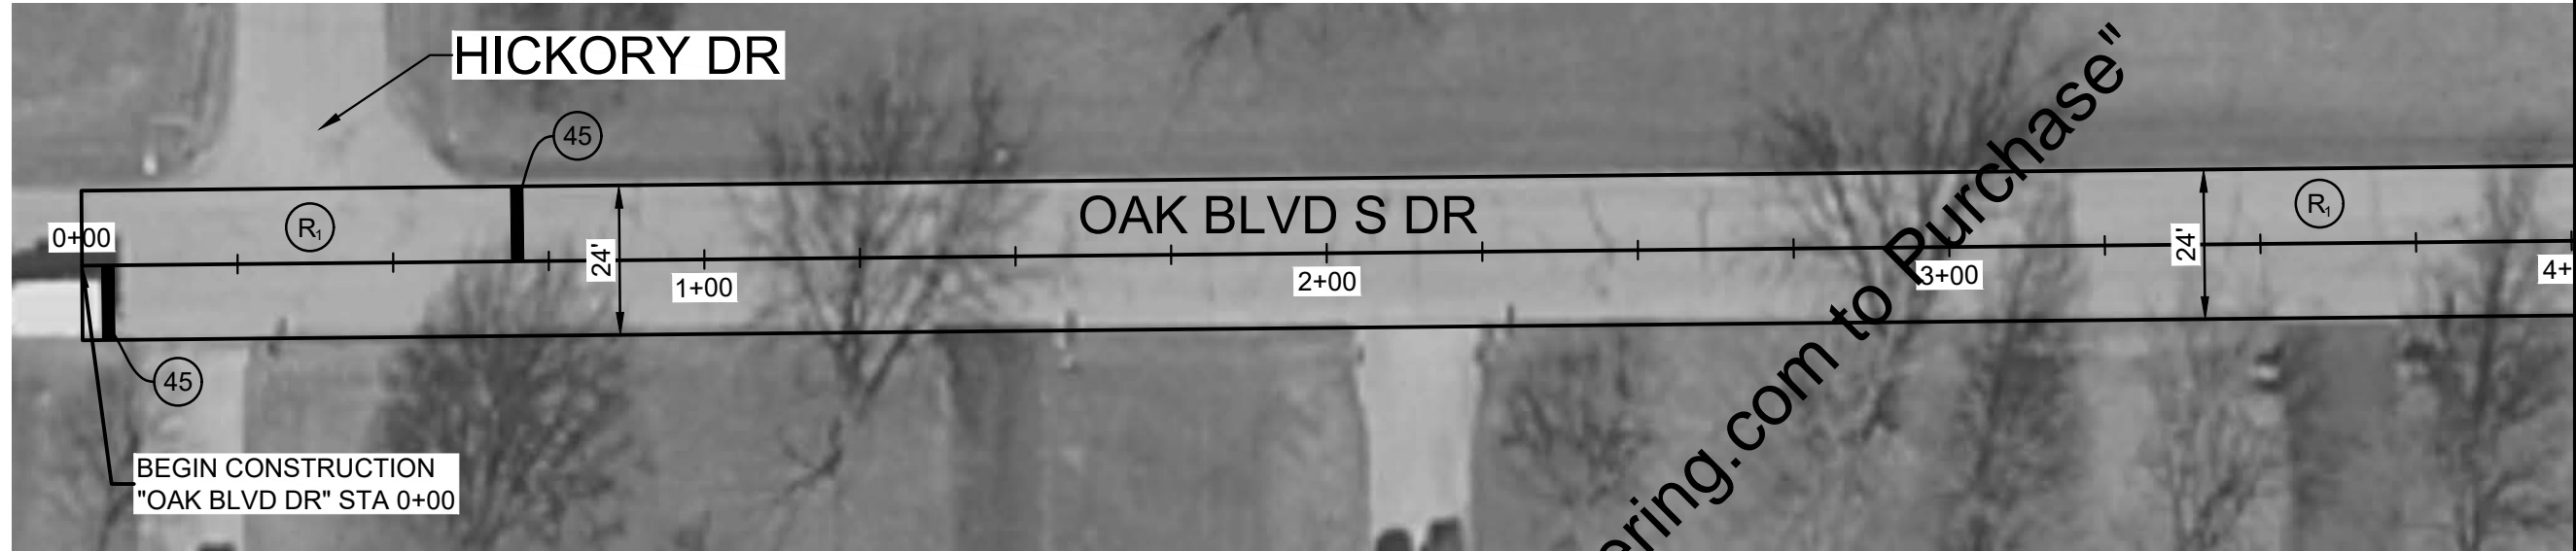 HICKORY DR
45
OAK BLVD S DR
R1
R1
0+00
24'
24'
1+00
2+00
3+00
4+
45
BEGIN CONSTRUCTION
"OAK BLVD DR" STA 0+00
ering.com to Purchase"